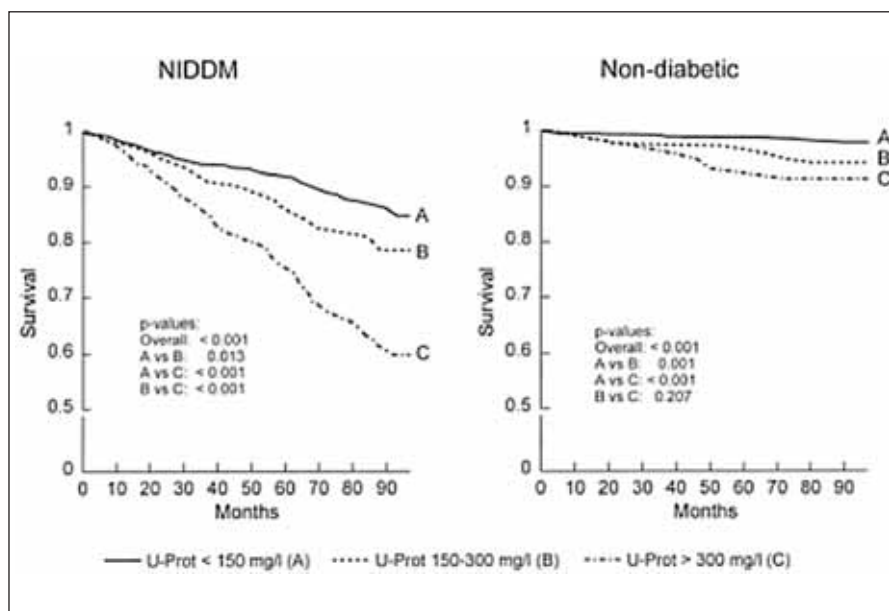 NIDDM
Survival
1
0.9
0.8
0.7
0.6
0.5
0
A
B
C
p-values:
Overall: < 0.001
A vs B: 0.013
A vs C: < 0.001
B vs C: < 0.001
0 10 20 30 40 50 60 70 80 90
Months
Non-diabetic
Survival
1
0.9
0.8
0.7
0.6
0.5
0
A
B
C
p-values:
Overall: < 0.001
A vs B: 0.001
A vs C: < 0.001
B vs C: 0.207
0 10 20 30 40 50 60 70 80 90
Months
U-Prot < 150 mg/l (A) U-Prot 150-300 mg/l (B) U-Prot > 300 mg/l (C)